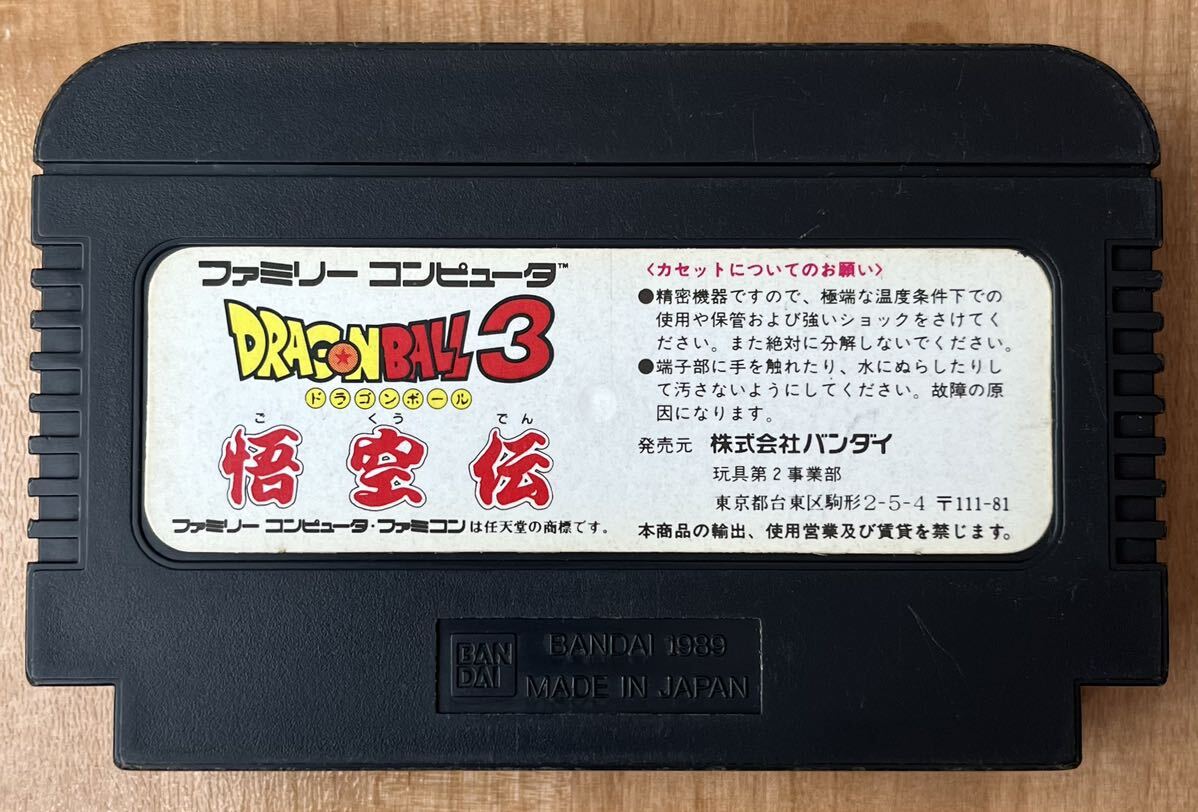 ファミリー コンピュータ™
DRAGON BALL 3
ドラゴンボール
ご くう でん
悟空伝
ファミリー コンピュータ・ファミコンは任天堂の商標です。
〈カセットについてのお願い〉
●精密機器ですので、極端な温度条件下での
使用や保管および強いショックをさけてく
ださい。また絶対に分解しないでください。
●端子部に手を触れたり、水にぬらしたりし
て汚さないようにしてください。故障の原
因になります。
発売元 株式会社バンダイ
玩具第2事業部
東京都台東区駒形2-5-4 〒111-81
本商品の輸出、使用営業及び賃貸を禁じます。
BAN
DAI
BANDAI 1989
MADE IN JAPAN